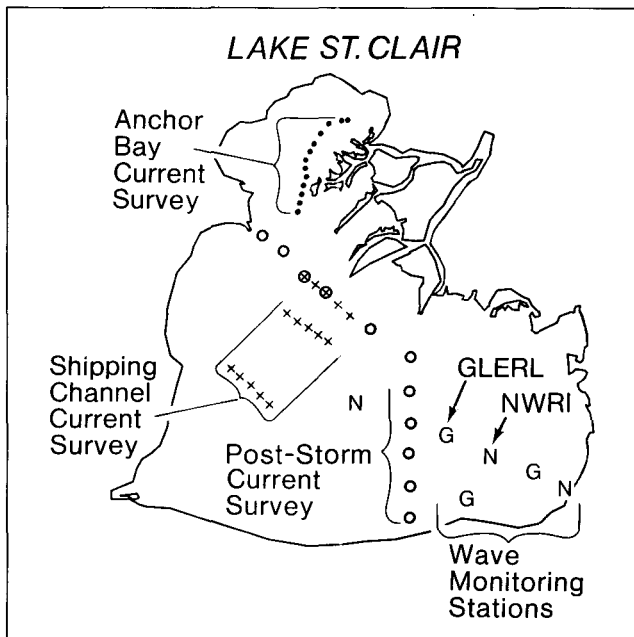 LAKE ST. CLAIR
Anchor
Bay
Current
Survey
Shipping
Channel
Current
Survey
GLERL
NWRI
N
G
N
G
N
G
Post-Storm
Current
Survey
Wave
Monitoring
Stations